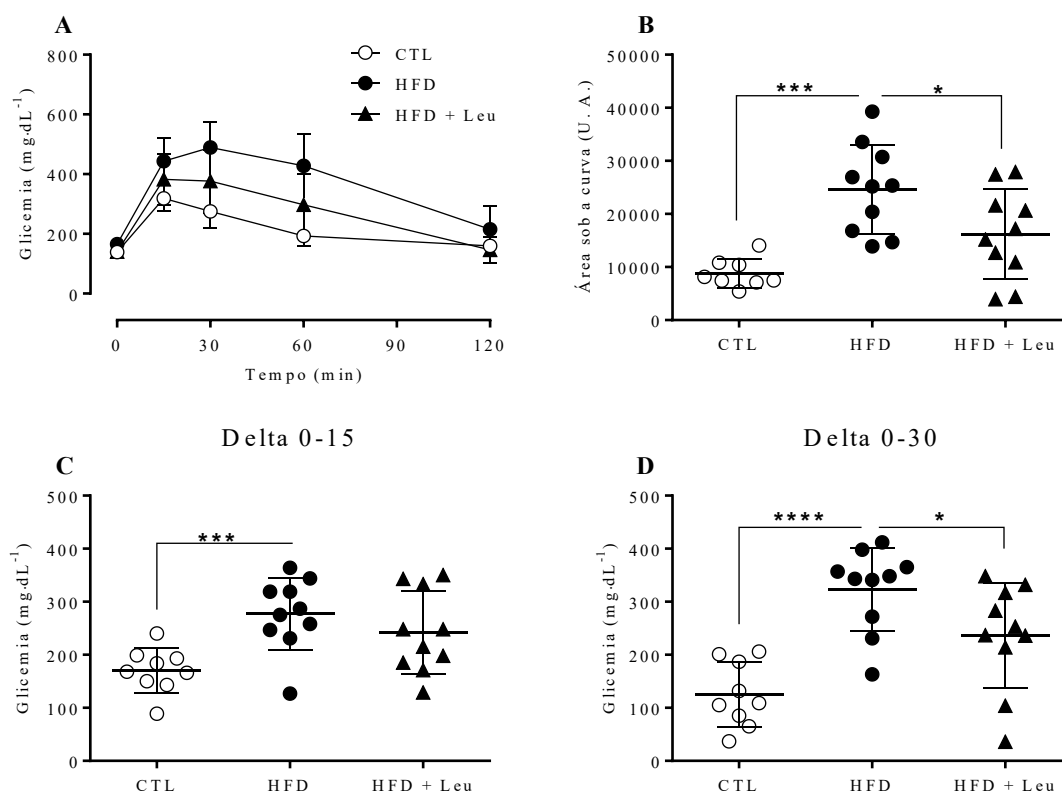 A
Glicemia (mg·dL-1)
800
600
400
200
0
0
30
60
90
120
Tempo (min)
CTL
HFD
HFD + Leu
B
Área sob a curva (U. A.)
50000
40000
30000
20000
10000
0
***
*
CTL
HFD
HFD + Leu
Delta 0-15
C
Glicemia (mg·dL-1)
500
400
300
200
100
0
***
CTL
HFD
HFD + Leu
Delta 0-30
D
Glicemia (mg·dL-1)
500
400
300
200
100
0
****
*
CTL
HFD
HFD + Leu